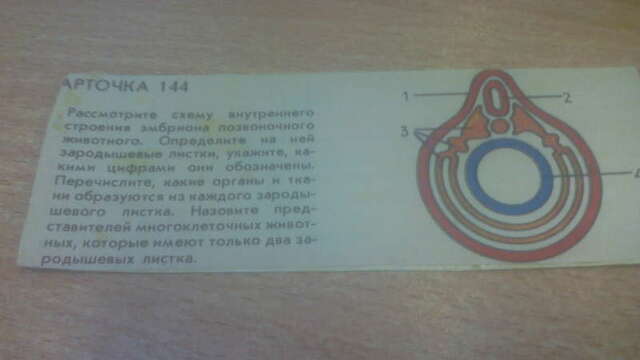 АРТОЧКА 144
Рассмотрите схему внутреннего
строения эмбриона позвоночного
животного. Определите на ней
зародышевые листки, укажите, ка-
кими цифрами они обозначены.
Перечислите, какие органы и тка-
ни образуются из каждого зароды-
шевого листка. Назовите пред-
ставителей многоклеточных живот-
ных, которые имеют только два за-
родышевых листка.
1
2
3
4